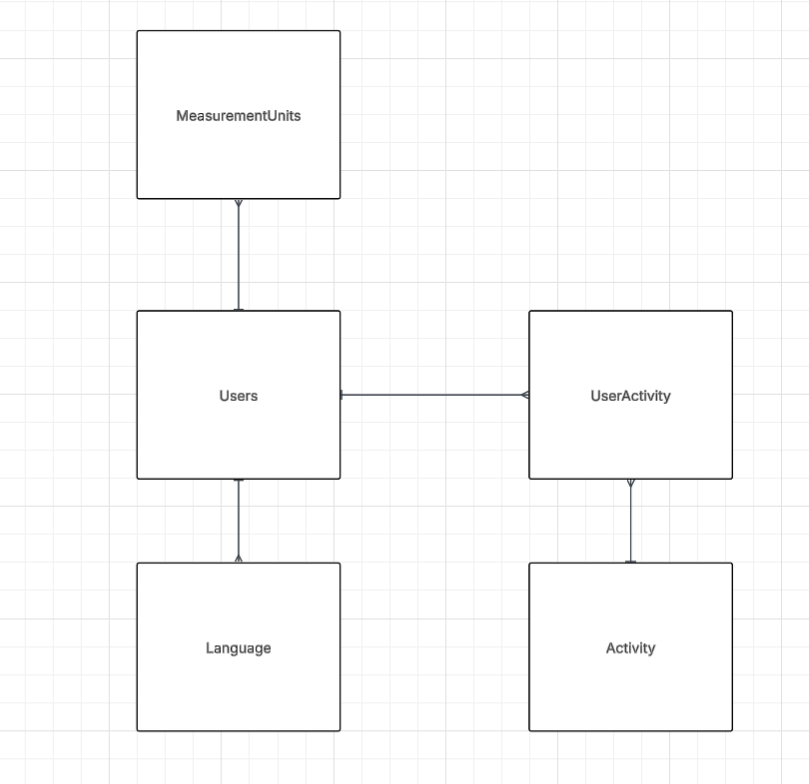 MeasurementUnits
Users
UserActivity
Language
Activity